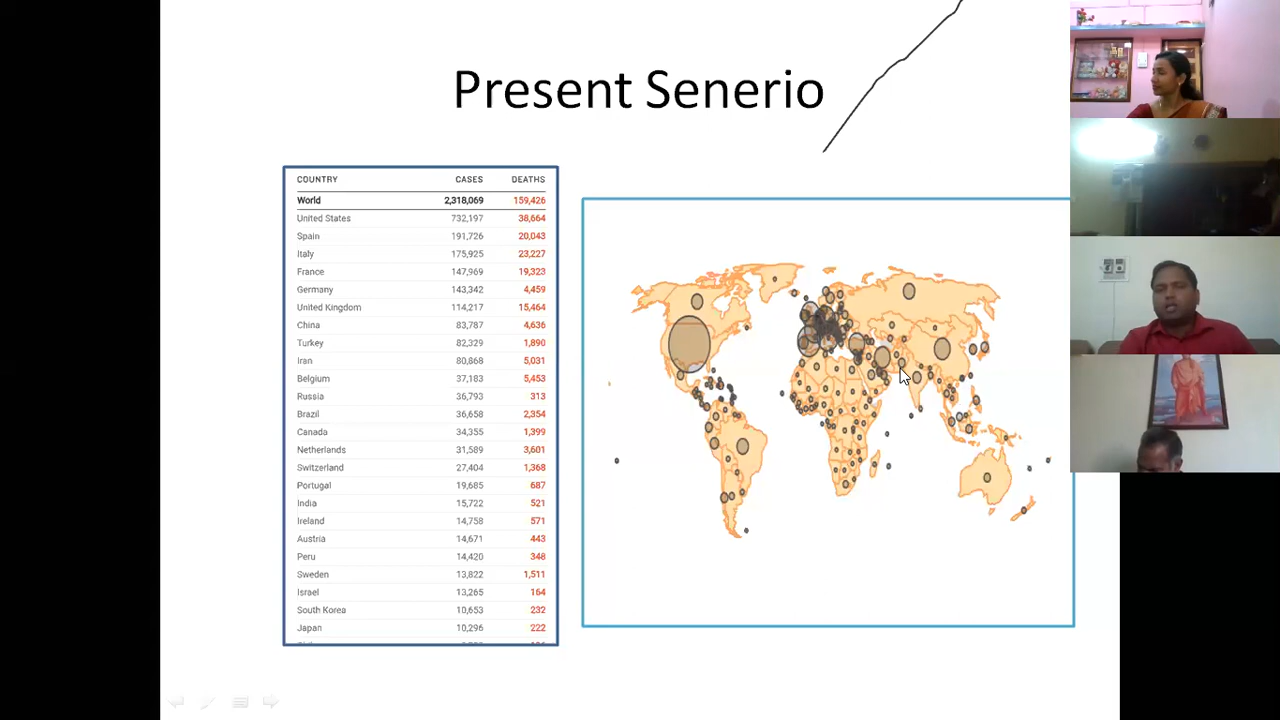 Present Senerio
COUNTRY CASES DEATHS
World 2,318,069 159,426
United States 732,197 38,664
Spain 191,726 20,043
Italy 175,925 23,227
France 147,969 19,323
Germany 143,342 4,459
United Kingdom 114,217 15,464
China 83,787 4,636
Turkey 82,329 1,890
Iran 80,868 5,031
Belgium 37,183 5,453
Russia 36,793 313
Brazil 36,658 2,354
Canada 34,355 1,399
Netherlands 31,589 3,601
Switzerland 27,404 1,368
Portugal 19,685 687
India 15,722 521
Ireland 14,758 571
Austria 14,671 443
Peru 14,420 348
Sweden 13,822 1,511
Israel 13,265 164
South Korea 10,653 232
Japan 10,296 222